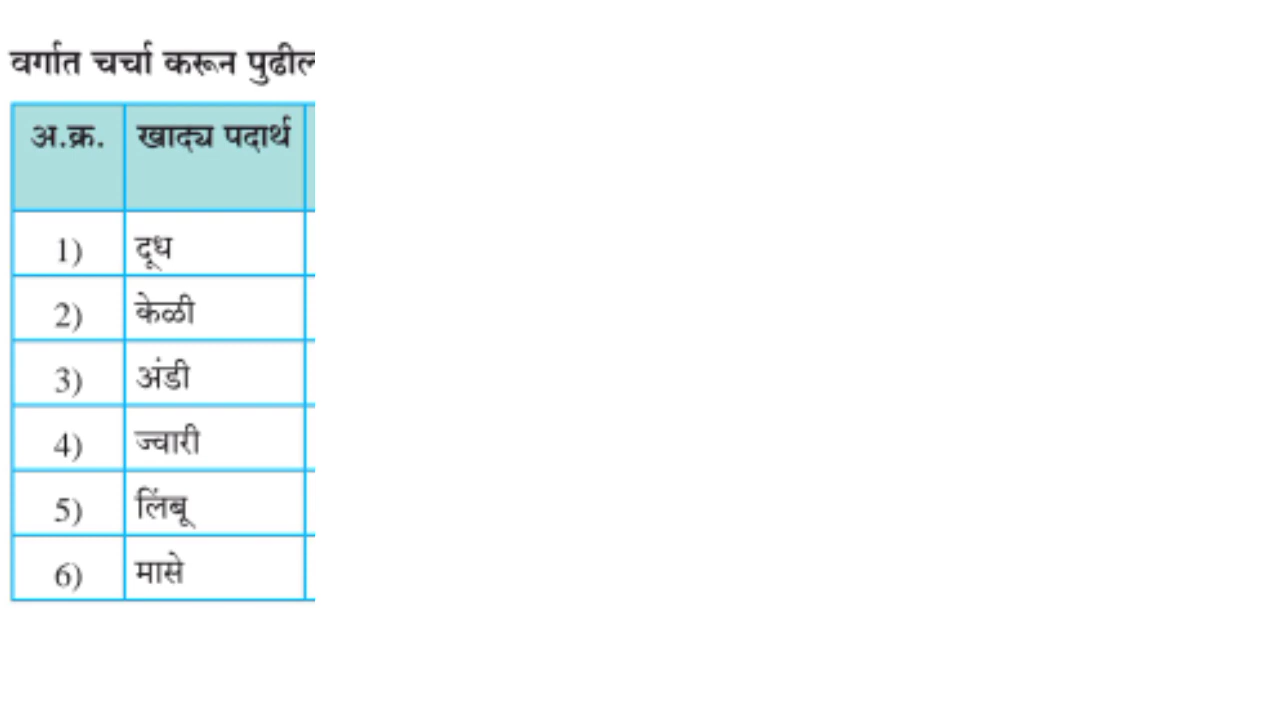 वर्गात चर्चा करून पुढील
अ.क्र. खाद्य पदार्थ
1) दूध
2) केळी
3) अंडी
4) ज्वारी
5) लिंबू
6) मासे